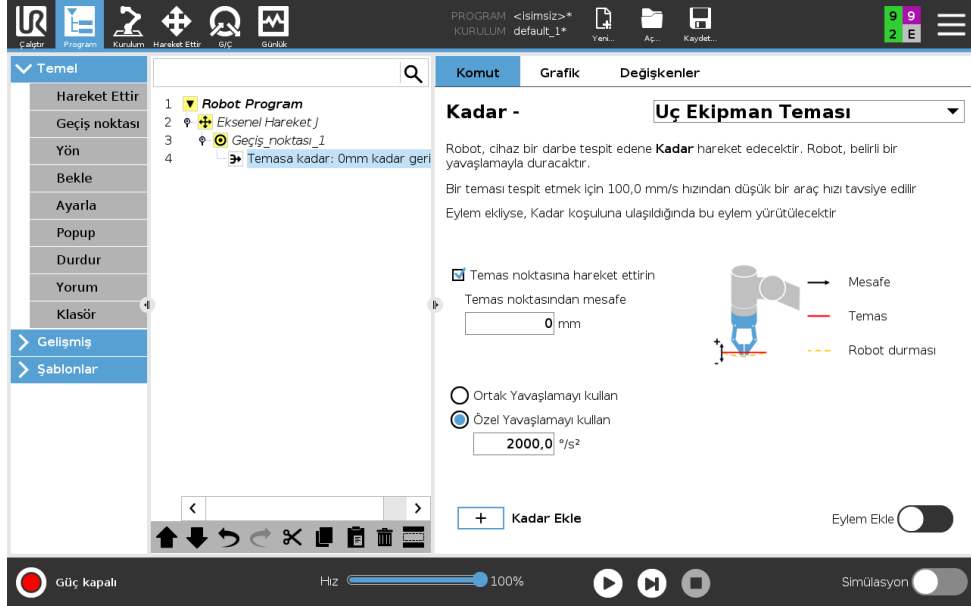 PROGRAM <isimsiz>*
KURULUM default_1*
UR
Çalıştır
Program
Kurulum
Hareket Ettir
G/Ç
Günlük
Yeni...
Aç...
Kaydet...
9 9
2 E
Temel
Hareket Ettir
Geçiş noktası
Yön
Bekle
Ayarla
Popup
Durdur
Yorum
Klasör
Gelişmiş
Şablonlar
1 Robot Program
2 Eksenel Hareket J
3 Geçiş_noktası_1
4 Temasa kadar: 0mm kadar geri
Komut
Grafik
Değişkenler
Kadar -
Uç Ekipman Teması
Robot, cihaz bir darbe tespit edene Kadar hareket edecektir. Robot, belirli bir
yavaşlamayla duracaktır.
Bir teması tespit etmek için 100,0 mm/s hızından düşük bir araç hızı tavsiye edilir
Eylem ekliyse, Kadar koşuluna ulaşıldığında bu eylem yürütülecektir
Temas noktasına hareket ettirin
Temas noktasından mesafe
0 mm
Mesafe
Temas
Robot durması
+
-
Ortak Yavaşlamayı kullan
Özel Yavaşlamayı kullan
2000,0 °/s²
+ Kadar Ekle
Eylem Ekle
Güç kapalı
Hız
100%
Simülasyon